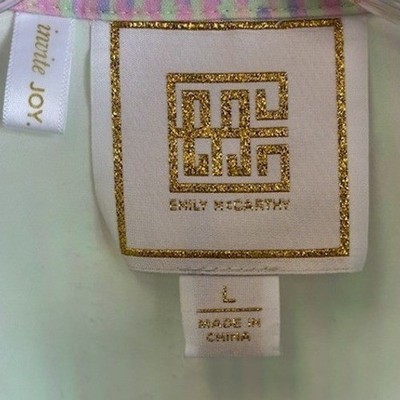 invite
JOY.
EMILY McCARTHY
L
MADE IN
CHINA